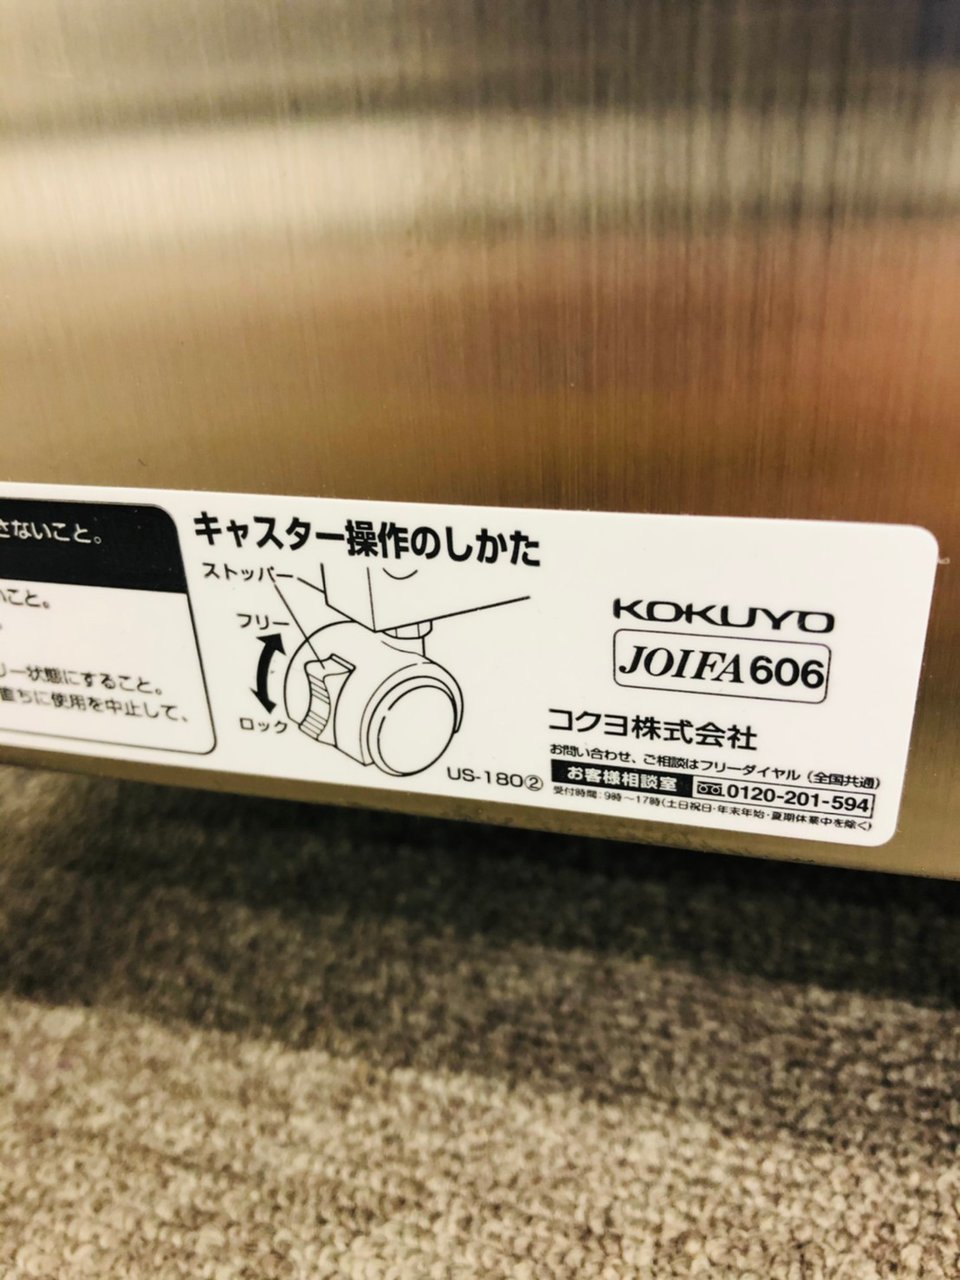 さないこと。
いこと。
リー状態にすること。
直ちに使用を中止して、
キャスター操作のしかた
ストッパー
フリー
ロック
US-180②
KOKUYO
JOIFA606
コクヨ株式会社
お問い合わせ、ご相談はフリーダイヤル（全国共通）
お客様相談室 0120-201-594
受付時間：9時～17時(土日祝日・年末年始・夏期休業中を除く)